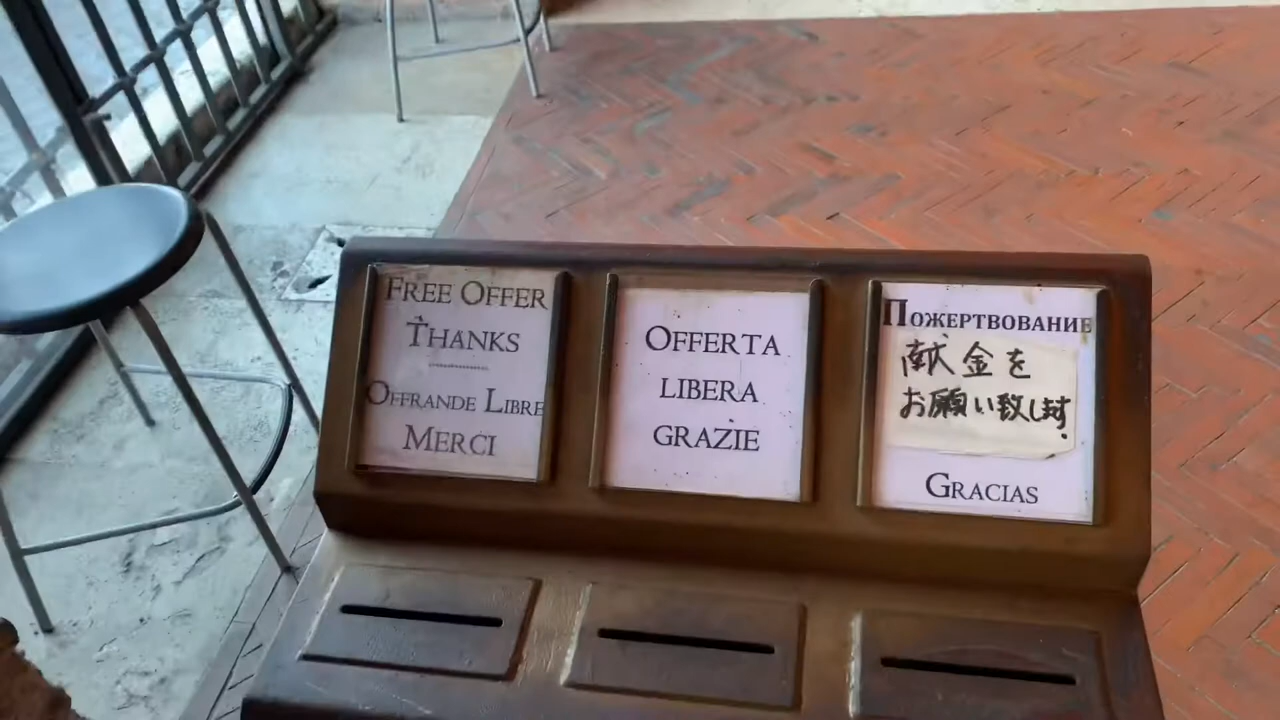 FREE OFFER
THANKS
OFFRANDE LIBRE
MERCI
OFFERTA
LIBERA
GRAZIE
ПОЖЕРТВОВАНИЕ
献金を
お願い致します.
GRACIAS